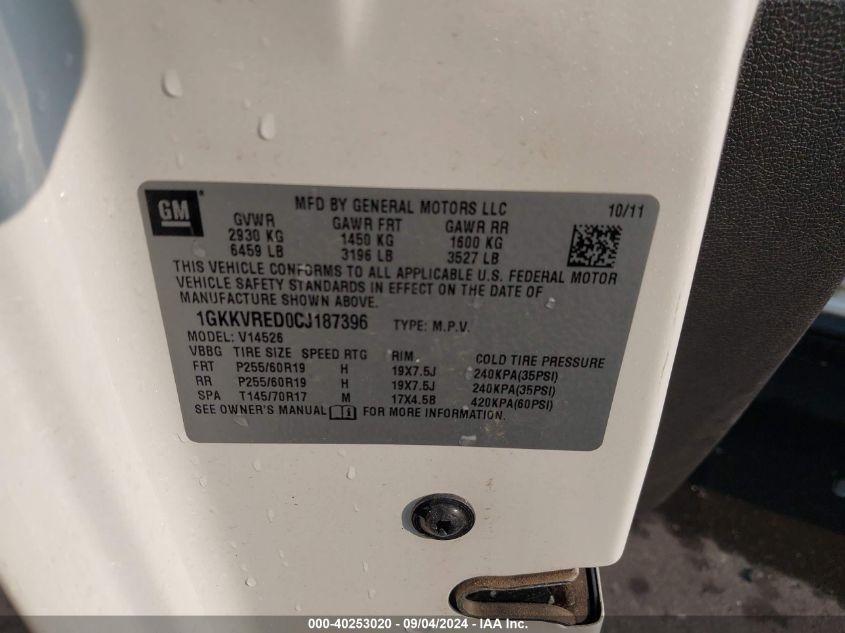 GM
MFD BY GENERAL MOTORS LLC 10/11
GVWR GAWR FRT GAWR RR
2930 KG 1450 KG 1600 KG
6459 LB 3196 LB 3527 LB
THIS VEHICLE CONFORMS TO ALL APPLICABLE U.S. FEDERAL MOTOR
VEHICLE SAFETY STANDARDS IN EFFECT ON THE DATE OF
MANUFACTURE SHOWN ABOVE.
1GKKVRED0CJ187396 TYPE: M.P.V.
MODEL: V14526
VBBG TIRE SIZE SPEED RTG RIM COLD TIRE PRESSURE
FRT P255/60R19 H 19X7.5J 240KPA(35PSI)
RR P255/60R19 H 19X7.5J 240KPA(35PSI)
SPA T145/70R17 M 17X4.5B 420KPA(60PSI)
SEE OWNER'S MANUAL FOR MORE INFORMATION.
000-40253020 - 09/04/2024 - IAA Inc.